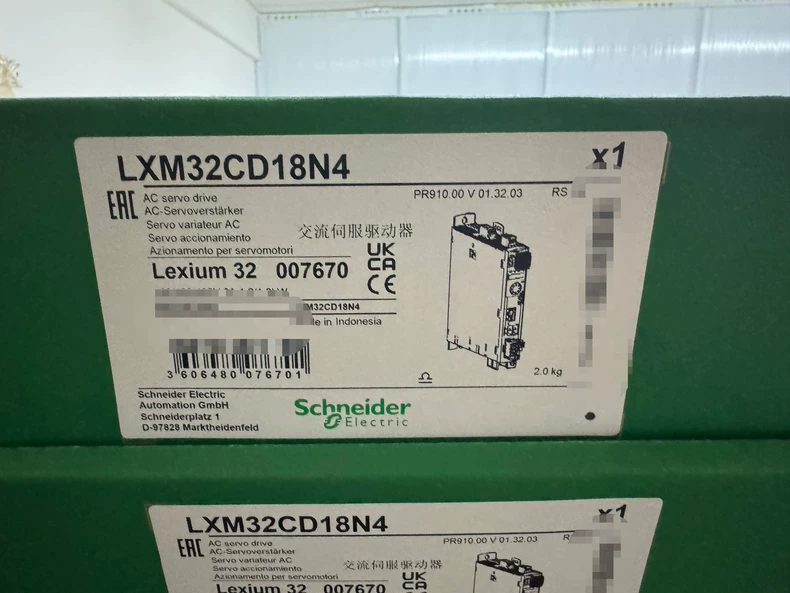 LXM32CD18N4
x1
EAC
AC servo drive
AC-Servoverstärker
Servo variateur AC
Servo accionamiento
Azionamento per servomotori
交流伺服驱动器
PR910.00 V 01.32.03
RS
Lexium 32 007670
UK
CA
CE
M32CD18N4
in Indonesia
3 606480 076701
2.0 kg
Schneider Electric
Automation GmbH
Schneiderplatz 1
D-97828 Marktheidenfeld
Schneider
Electric
LXM32CD18N4
x1
EAC
AC servo drive
AC-Servoverstärker
Servo variateur AC
Servo accionamiento
Azionamento per servomotori
交流伺服驱动器
PR910.00 V 01.32.03
Lexium 32 007670
UK
CA